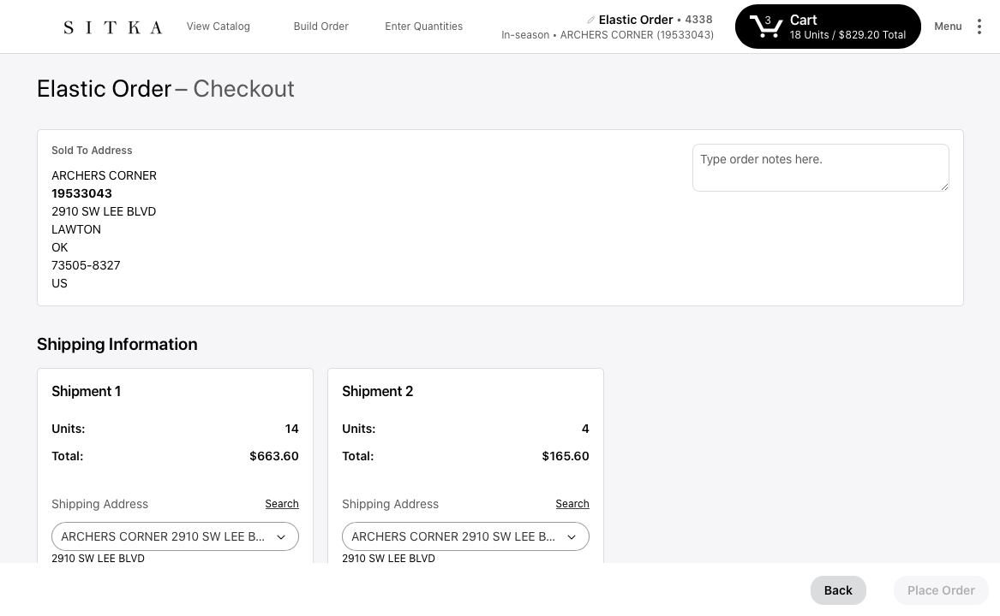 SITKA
View Catalog
Build Order
Enter Quantities
Elastic Order • 4338
In-season • ARCHERS CORNER (19533043)
3
Cart
18 Units / $829.20 Total
Menu
Elastic Order – Checkout
Sold To Address
ARCHERS CORNER
19533043
2910 SW LEE BLVD
LAWTON
OK
73505-8327
US
Type order notes here.
Shipping Information
Shipment 1
Units: 14
Total: $663.60
Shipping Address Search
ARCHERS CORNER 2910 SW LEE B...
2910 SW LEE BLVD
Shipment 2
Units: 4
Total: $165.60
Shipping Address Search
ARCHERS CORNER 2910 SW LEE B...
2910 SW LEE BLVD
Back
Place Order